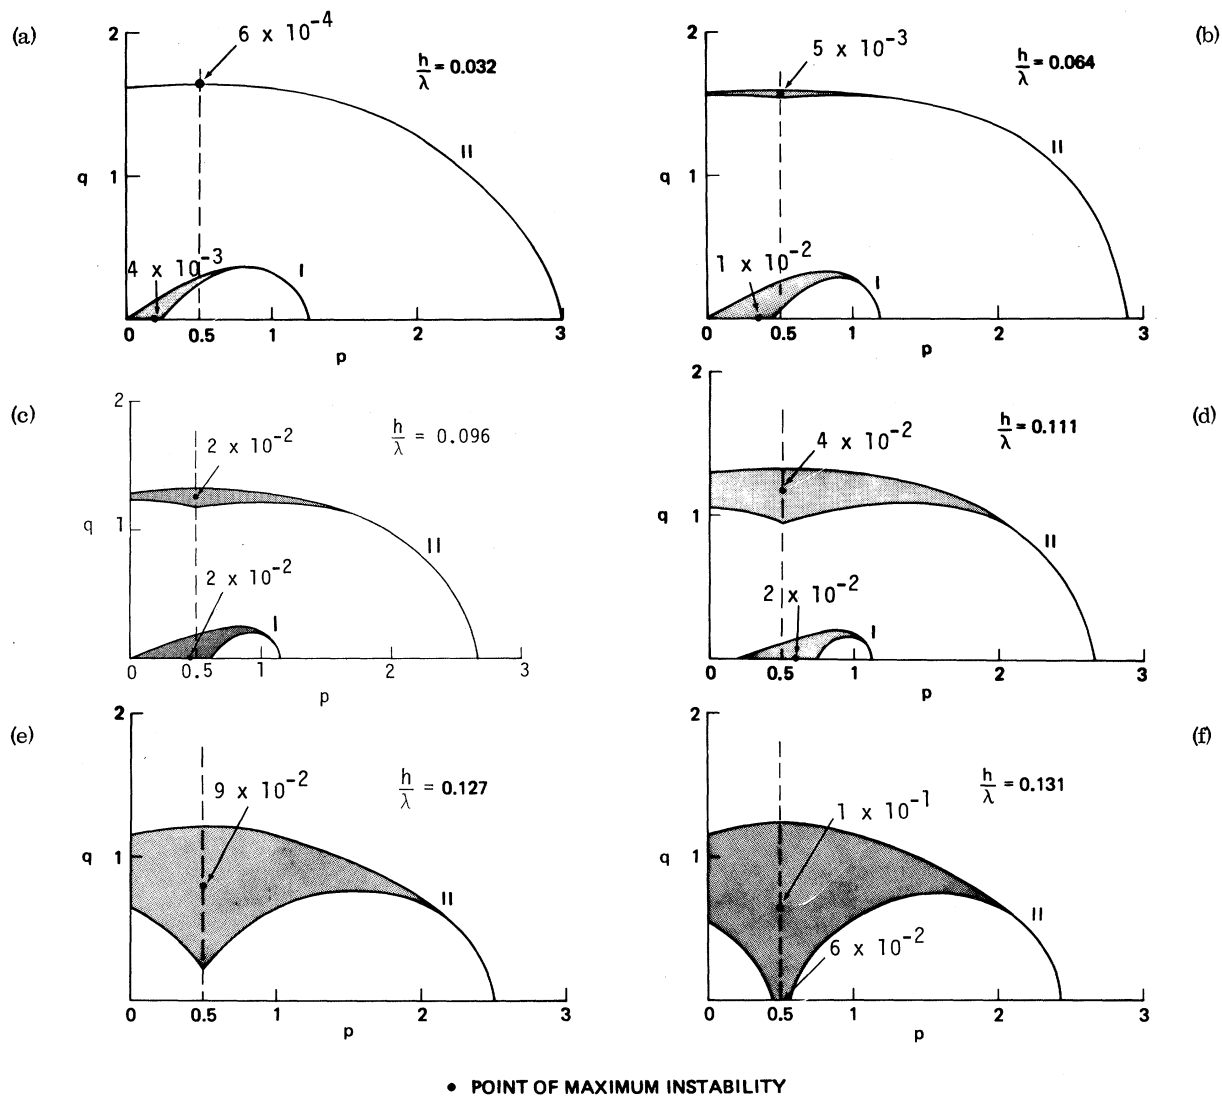 (a)
2
6 x 10⁻⁴
h/λ = 0.032
II
q 1
4 x 10⁻³
I
0 0.5 1 2 3
p
(b)
2
5 x 10⁻³
h/λ = 0.064
II
q 1
1 x 10⁻²
I
0 0.5 1 2 3
p
(c)
2
2 x 10⁻²
h/λ = 0.096
q 1
II
2 x 10⁻²
I
0 0.5 1 2 3
p
(d)
2
4 x 10⁻²
h/λ = 0.111
q 1
II
2 x 10⁻²
I
0 0.5 1 2 3
p
(e)
2
9 x 10⁻²
h/λ = 0.127
q 1
II
0 0.5 1 2 3
p
(f)
2
1 x 10⁻¹
h/λ = 0.131
q 1
II
6 x 10⁻²
0 0.5 1 2 3
p
• POINT OF MAXIMUM INSTABILITY